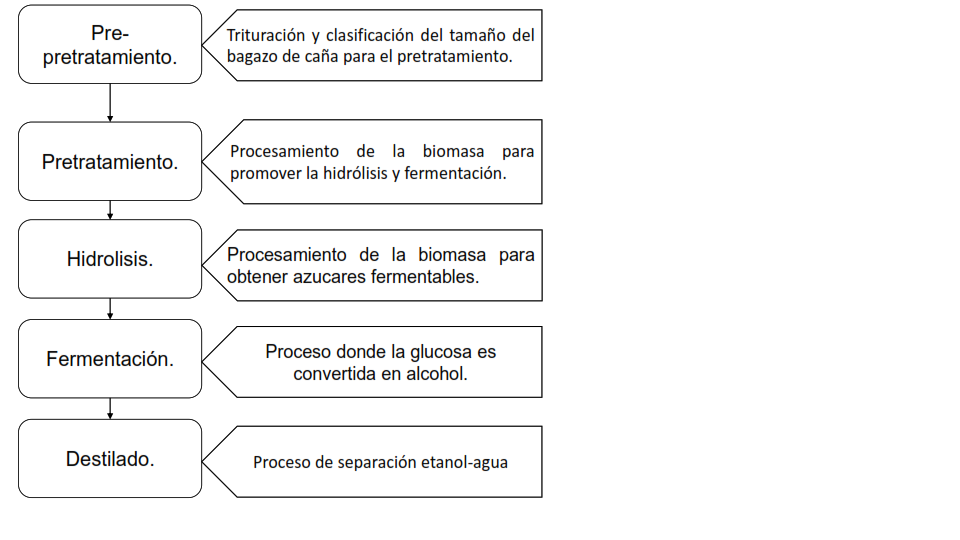 Pre-
pretratamiento.
Trituración y clasificación del tamaño del
bagazo de caña para el pretratamiento.
Pretratamiento.
Procesamiento de la biomasa para
promover la hidrólisis y fermentación.
Hidrolisis.
Procesamiento de la biomasa para
obtener azucares fermentables.
Fermentación.
Proceso donde la glucosa es
convertida en alcohol.
Destilado.
Proceso de separación etanol-agua